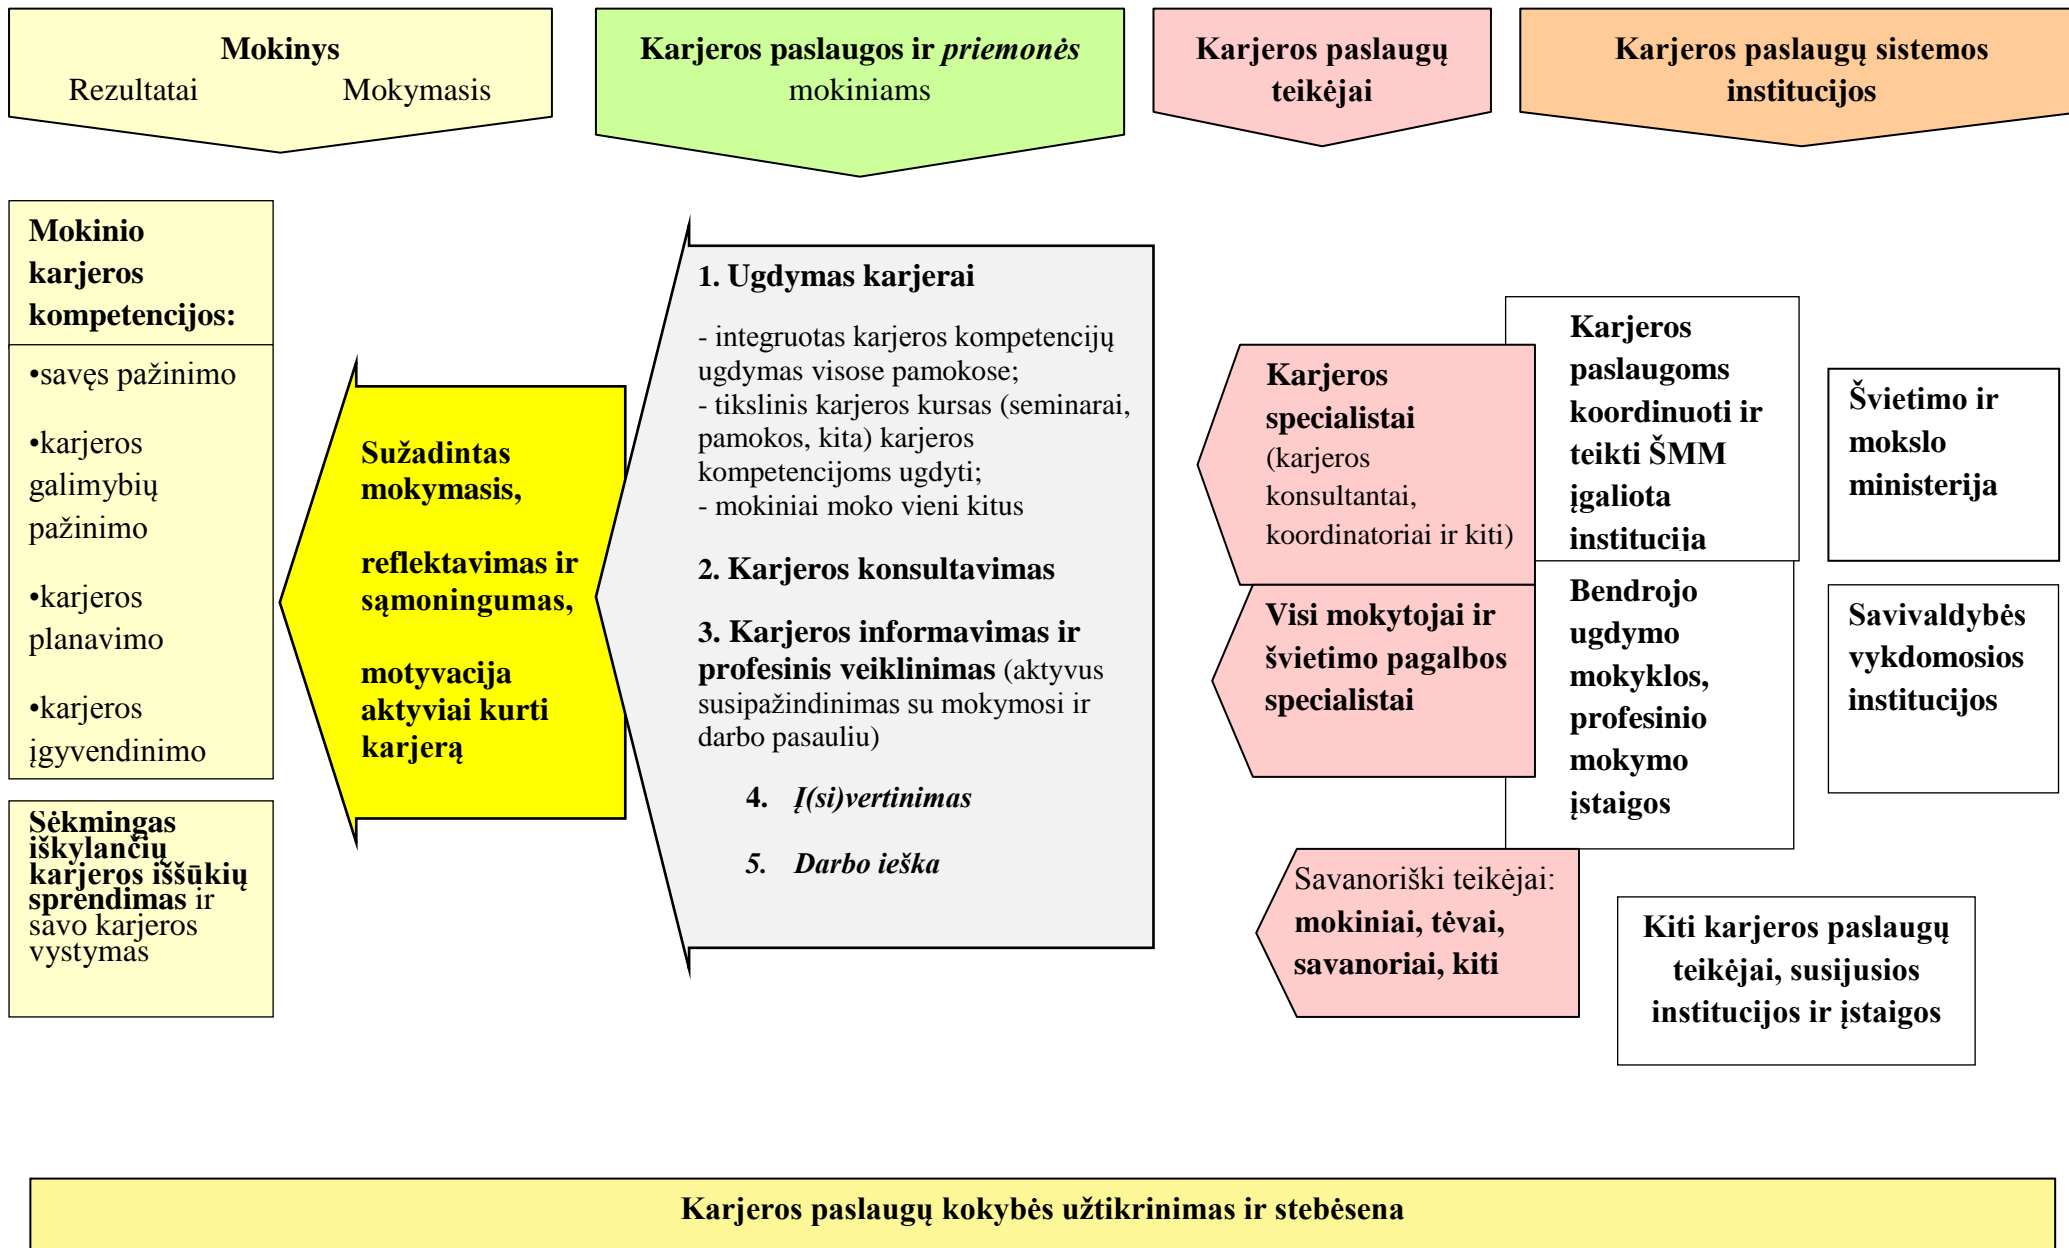 Mokinys
Rezultatai Mokymasis
Karjeros paslaugos ir priemonės
mokiniams
Karjeros paslaugų
teikėjai
Karjeros paslaugų sistemos
institucijos
Mokinio
karjeros
kompetencijos:
•savęs pažinimo
•karjeros
galimybių
pažinimo
•karjeros
planavimo
•karjeros
įgyvendinimo
Sėkmingas
iškylančių
karjeros iššūkių
sprendimas ir
savo karjeros
vystymas
Sužadintas
mokymasis,
reflektavimas ir
sąmoningumas,
motyvacija
aktyviai kurti
karjerą
1. Ugdymas karjerai
- integruotas karjeros kompetencijų
ugdymas visose pamokose;
- tikslinis karjeros kursas (seminarai,
pamokos, kita) karjeros
kompetencijoms ugdyti;
- mokiniai moko vieni kitus
2. Karjeros konsultavimas
3. Karjeros informavimas ir
profesinis veiklinimas (aktyvus
susipažindinimas su mokymosi ir
darbo pasauliu)
4. Į(si)vertinimas
5. Darbo ieška
Karjeros
specialistai
(karjeros
konsultantai,
koordinatoriai ir kiti)
Visi mokytojai ir
švietimo pagalbos
specialistai
Savanoriški teikėjai:
mokiniai, tėvai,
savanoriai, kiti
Karjeros
paslaugoms
koordinuoti ir
teikti ŠMM
įgaliota
institucija
Bendrojo
ugdymo
mokyklos,
profesinio
mokymo
įstaigos
Švietimo ir
mokslo
ministerija
Savivaldybės
vykdomosios
institucijos
Kiti karjeros paslaugų
teikėjai, susijusios
institucijos ir įstaigos
Karjeros paslaugų kokybės užtikrinimas ir stebėsena